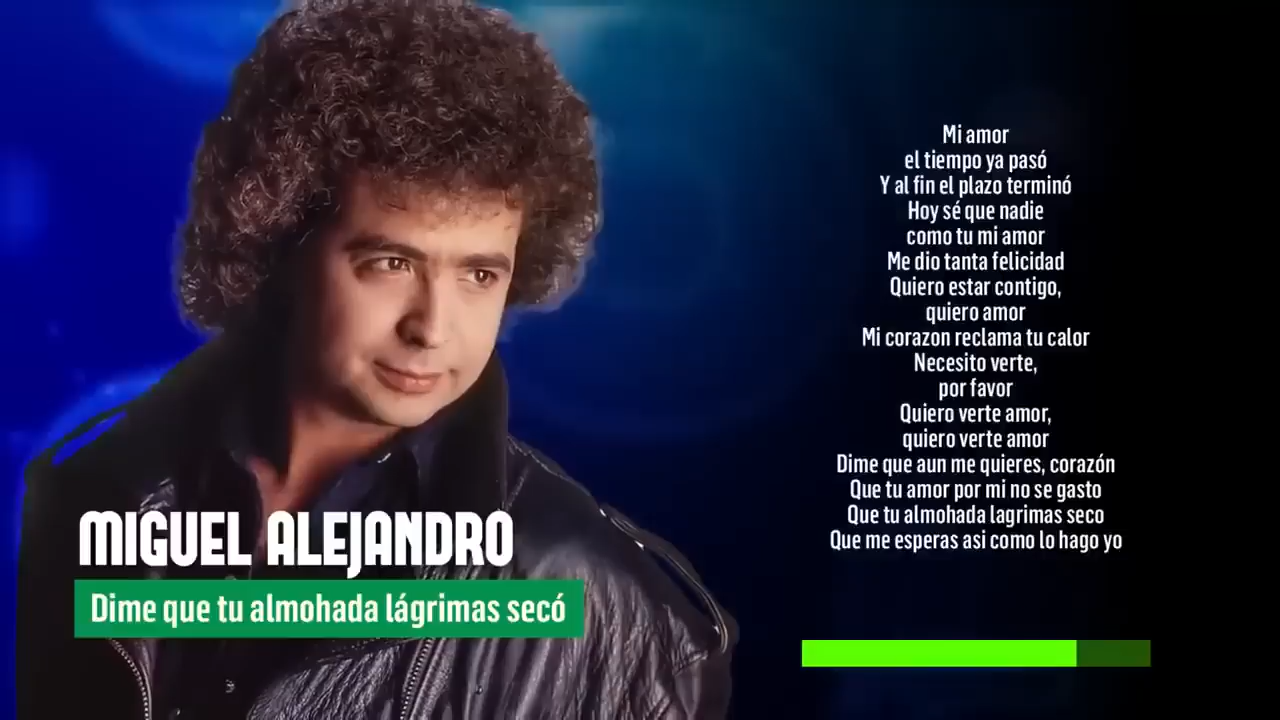 MIGUEL ALEJANDRO
Dime que tu almohada lágrimas secó
Mi amor
el tiempo ya pasó
Y al fin el plazo terminó
Hoy sé que nadie
como tu mi amor
Me dio tanta felicidad
Quiero estar contigo,
quiero amor
Mi corazon reclama tu calor
Necesito verte,
por favor
Quiero verte amor,
quiero verte amor
Dime que aun me quieres, corazón
Que tu amor por mi no se gasto
Que tu almohada lagrimas seco
Que me esperas asi como lo hago yo